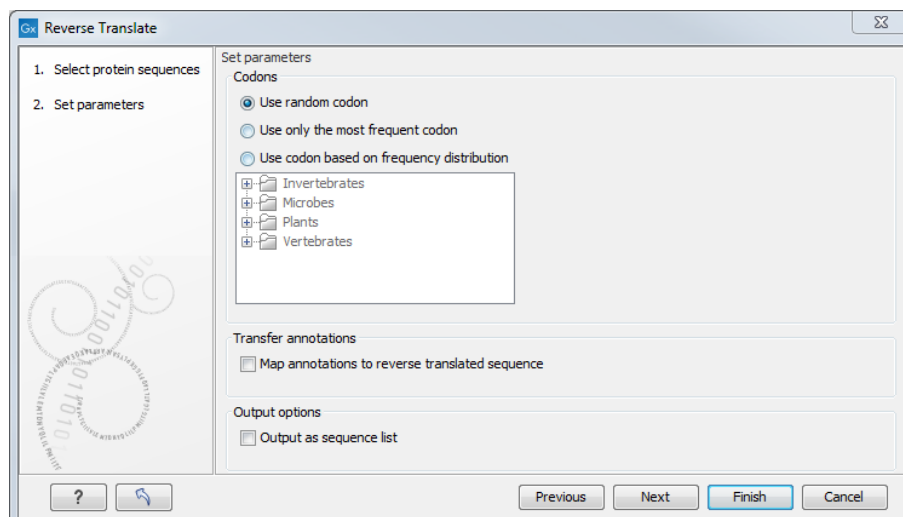 Gx Reverse Translate
1. Select protein sequences
2. Set parameters
Set parameters
Codons
Use random codon
Use only the most frequent codon
Use codon based on frequency distribution
Invertebrates
Microbes
Plants
Vertebrates
Transfer annotations
Map annotations to reverse translated sequence
Output options
Output as sequence list
?
Previous
Next
Finish
Cancel